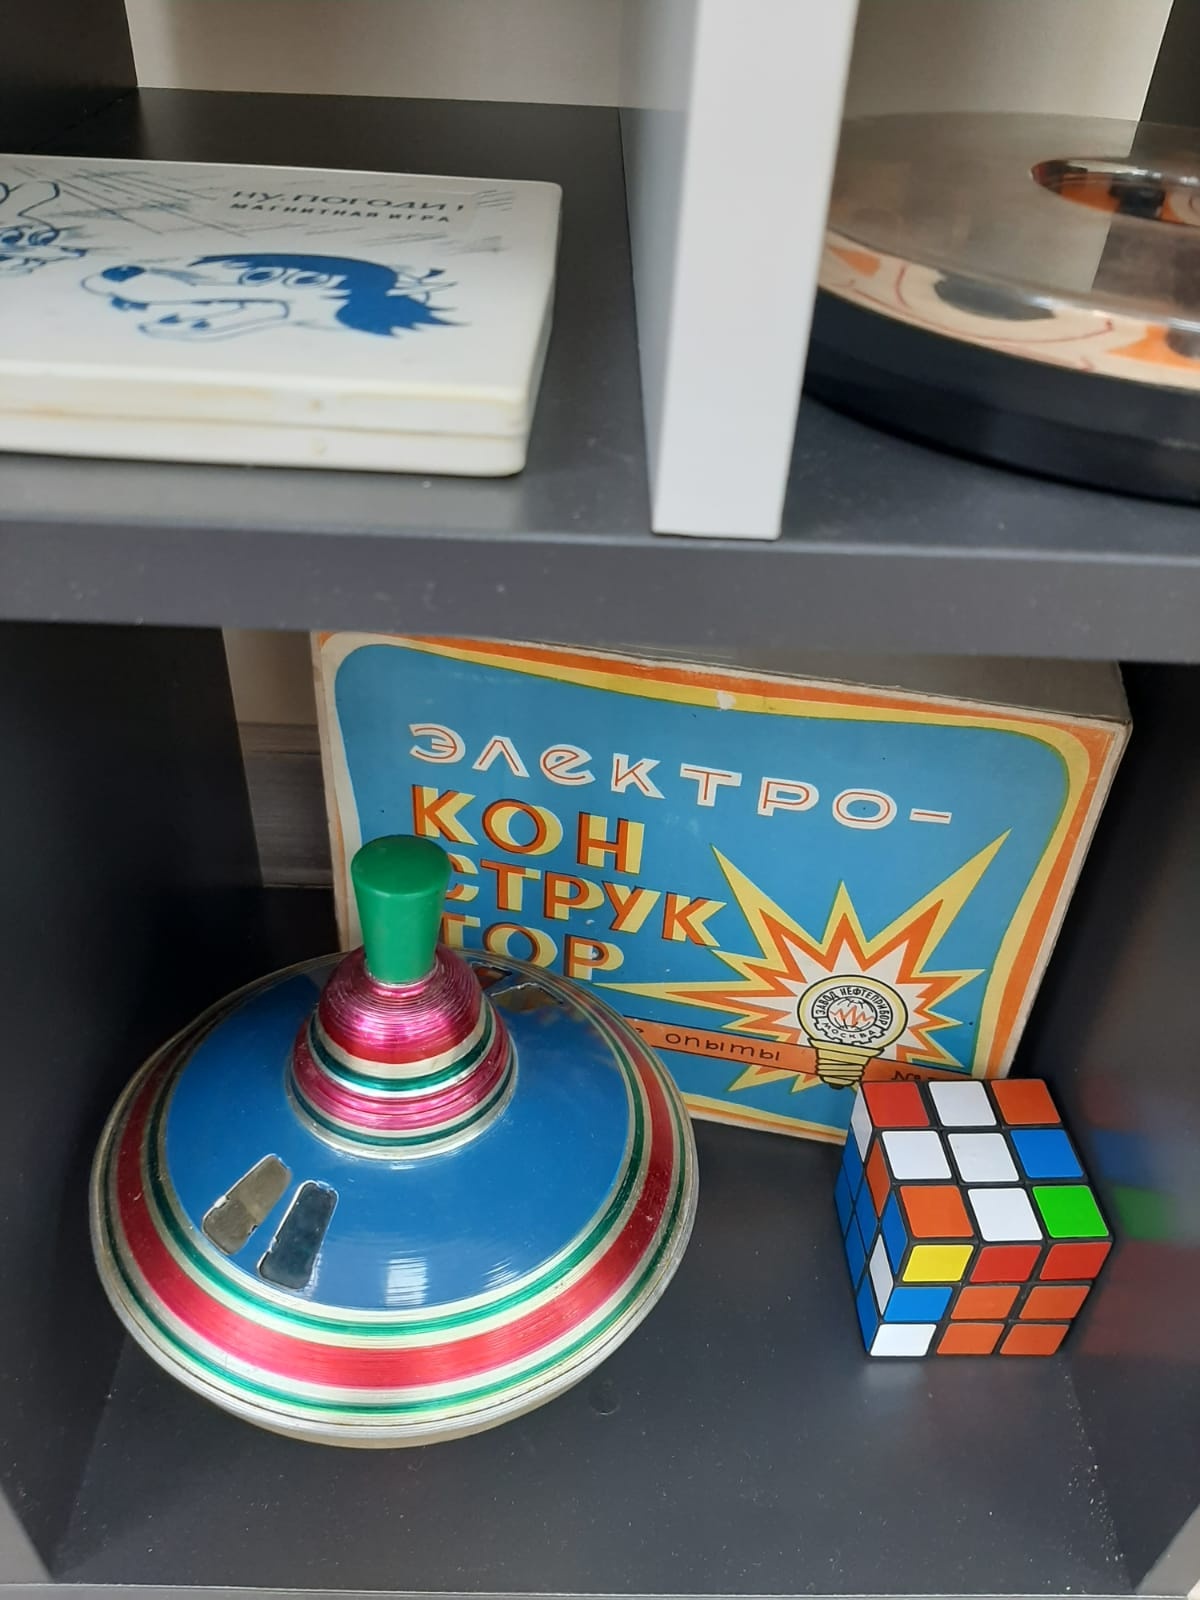 НУ, ПОГОДИ!
МАГНИТНАЯ ИГРА
ЭЛЕКТРО-
КОН
СТРУК
ТОР
ОПЫТЫ
ЗАВОД НЕФТЕПРИБОР
МОСКВА